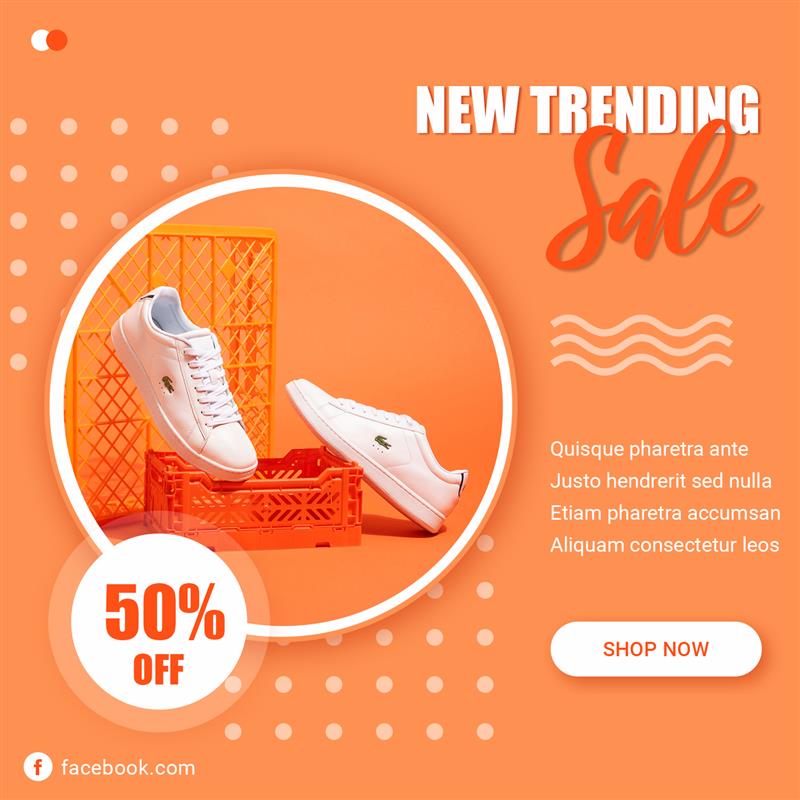 NEW TRENDING
Sale
Quisque pharetra ante
Justo hendrerit sed nulla
Etiam pharetra accumsan
Aliquam consectetur leos
50%
OFF
SHOP NOW
f facebook.com